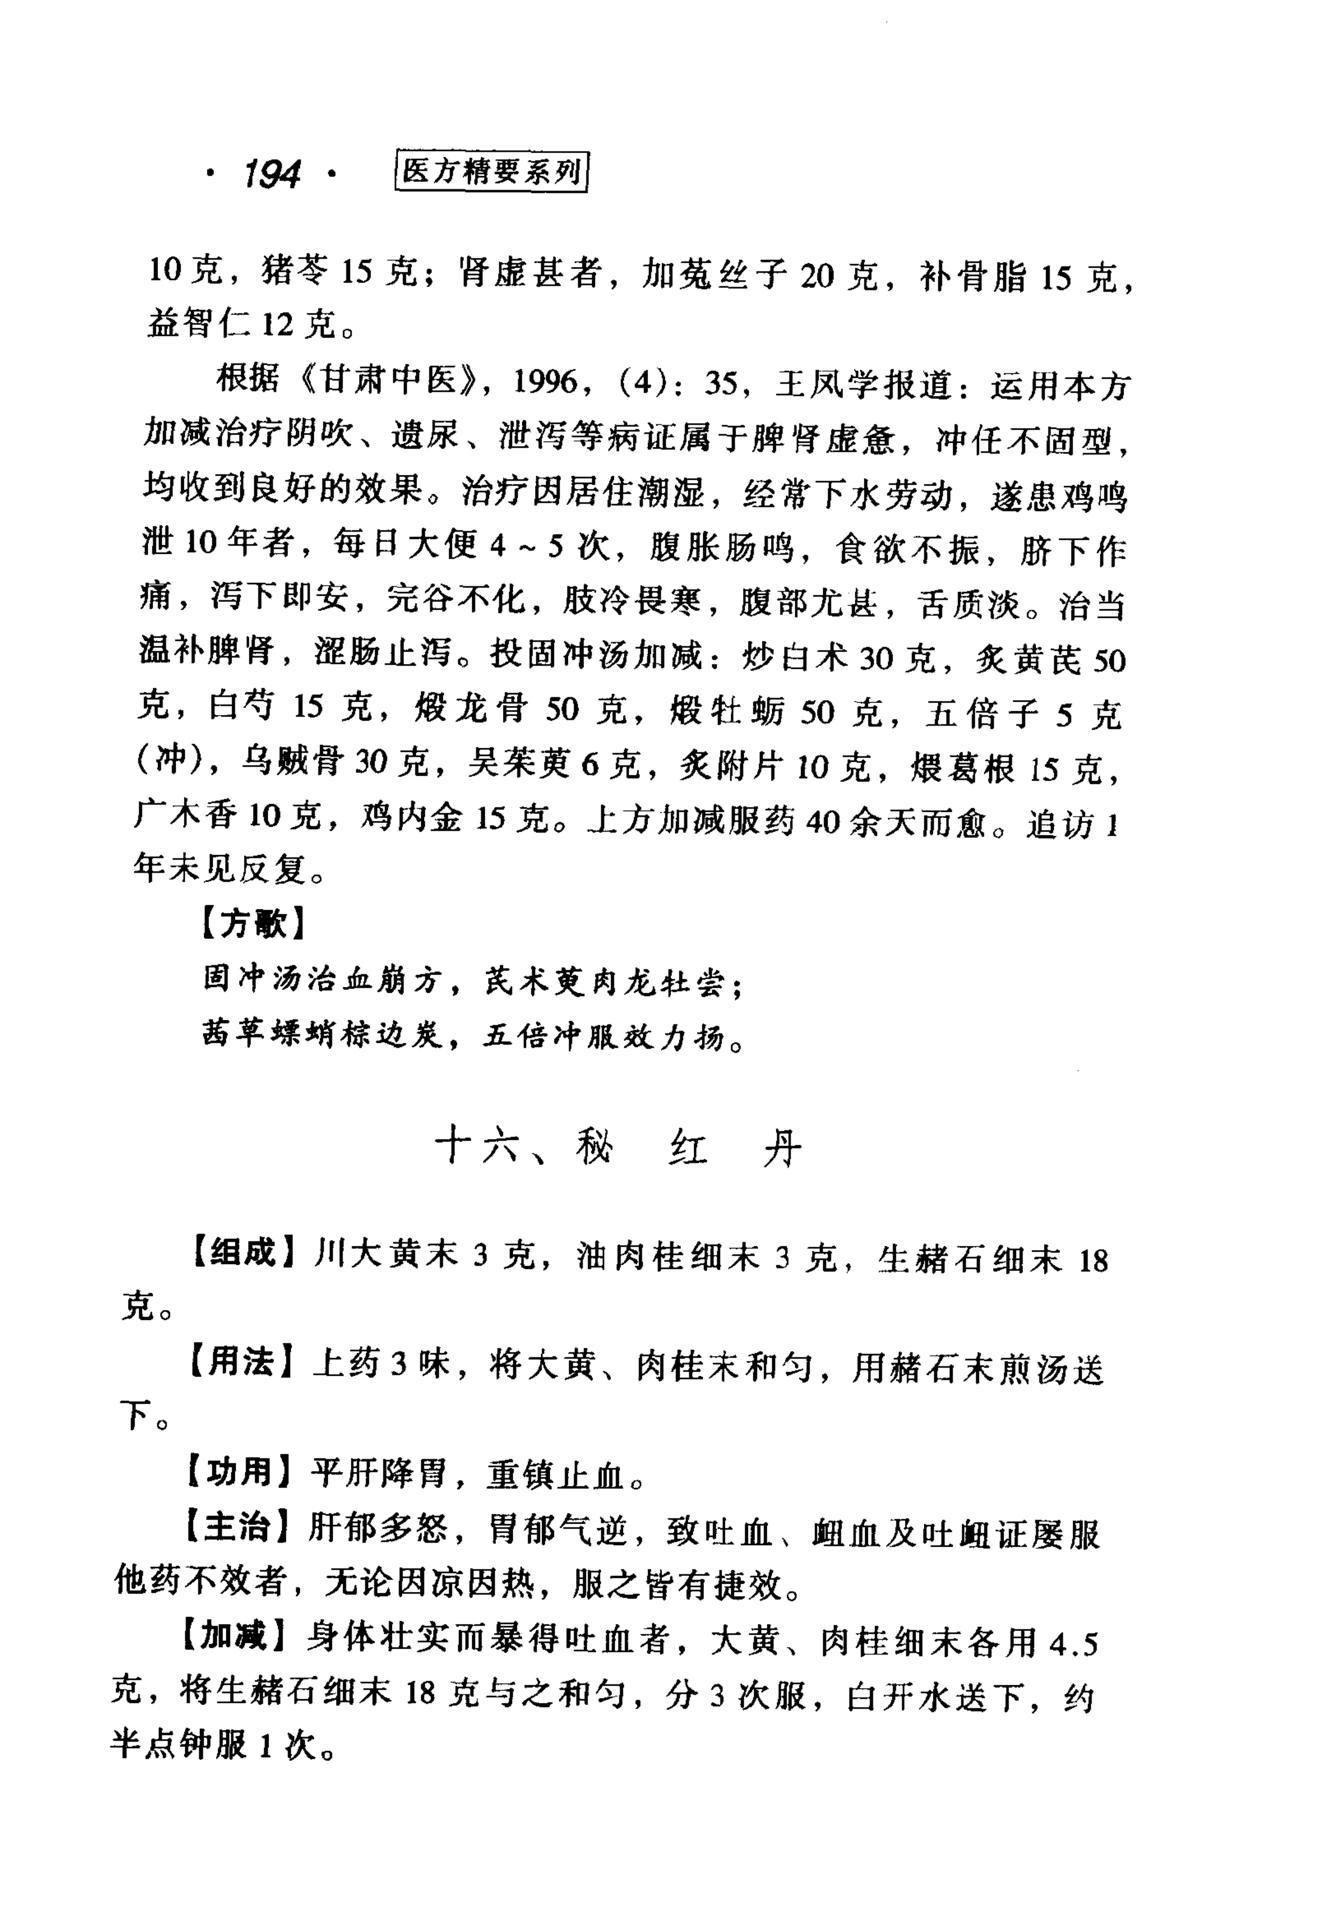 · 194 · 医方精要系列
10克，猪苓15克；肾虚甚者，加菟丝子20克，补骨脂15克，
益智仁12克。
根据《甘肃中医》，1996，(4)：35，王凤学报道：运用本方
加减治疗阴吹、遗尿、泄泻等病证属于脾肾虚惫，冲任不固型，
均收到良好的效果。治疗因居住潮湿，经常下水劳动，遂患鸡鸣
泄10年者，每日大便4～5次，腹胀肠鸣，食欲不振，脐下作
痛，泻下即安，完谷不化，肢冷畏寒，腹部尤甚，舌质淡。治当
温补脾肾，涩肠止泻。投固冲汤加减：炒白术30克，炙黄芪50
克，白芍15克，煅龙骨50克，煅牡蛎50克，五倍子5克
（冲），乌贼骨30克，吴茱萸6克，炙附片10克，煨葛根15克，
广木香10克，鸡内金15克。上方加减服药40余天而愈。追访1
年未见反复。
【方歌】
固冲汤治血崩方，芪术萸肉龙牡尝；
茜草螵蛸棕边炭，五倍冲服效力扬。
十六、秘红丹
【组成】川大黄末3克，油肉桂细末3克，生赭石细末18
克。
【用法】上药3味，将大黄、肉桂末和匀，用赭石末煎汤送
下。
【功用】平肝降胃，重镇止血。
【主治】肝郁多怒，胃郁气逆，致吐血、衄血及吐衄证屡服
他药不效者，无论因凉因热，服之皆有捷效。
【加减】身体壮实而暴得吐血者，大黄、肉桂细末各用4.5
克，将生赭石细末18克与之和匀，分3次服，白开水送下，约
半点钟服1次。